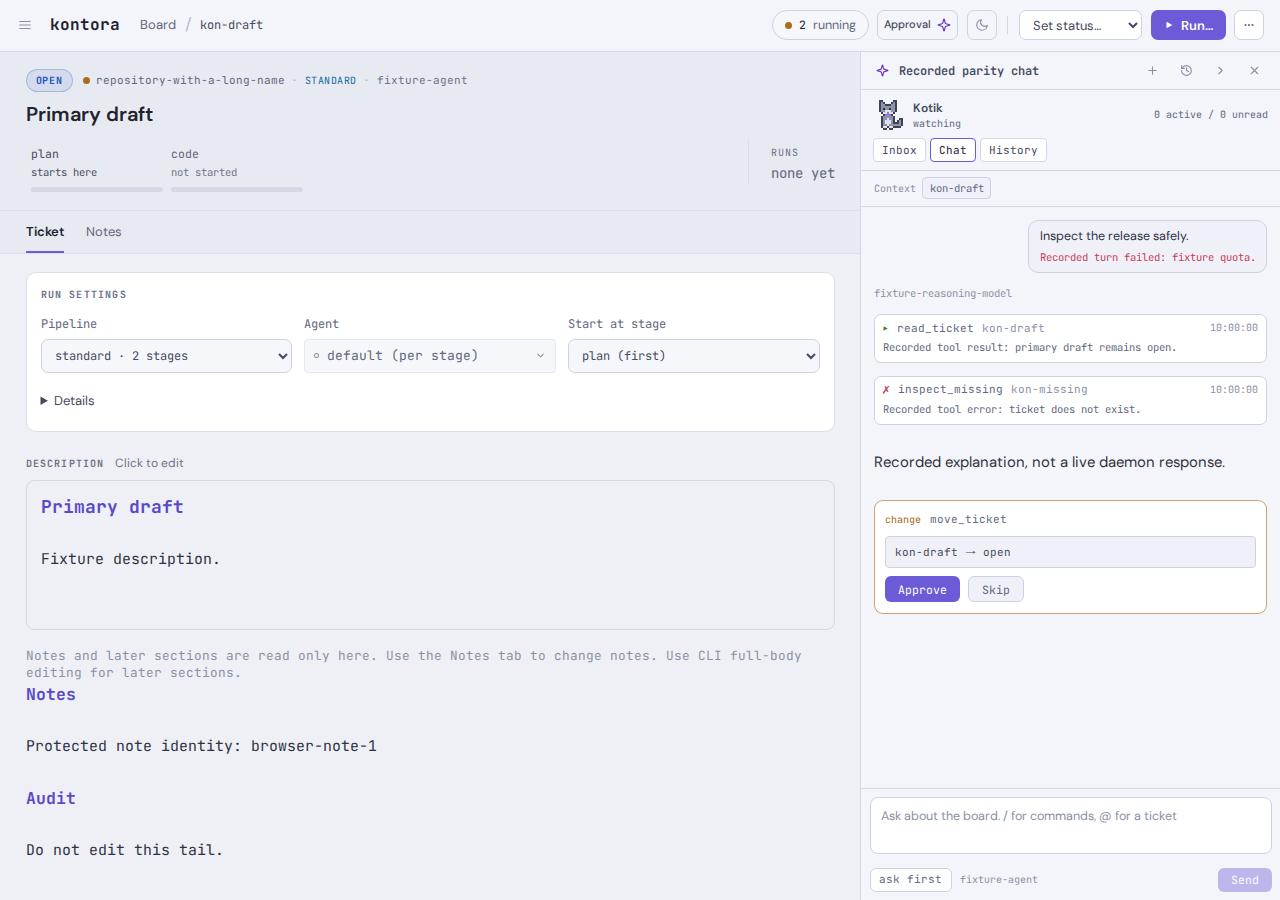 kontora Board / kon-draft 2 running Approval Set status... Run...
OPEN repository-with-a-long-name · STANDARD · fixture-agent
Primary draft
plan code
starts here not started
RUNS
none yet
Ticket Notes
RUN SETTINGS
Pipeline Agent Start at stage
standard · 2 stages default (per stage) plan (first)
Details
DESCRIPTION Click to edit
Primary draft
Fixture description.
Notes and later sections are read only here. Use the Notes tab to change notes. Use CLI full-body
editing for later sections.
Notes
Protected note identity: browser-note-1
Audit
Do not edit this tail.
Recorded parity chat
Kotik
watching
0 active / 0 unread
Inbox Chat History
Context kon-draft
Inspect the release safely.
Recorded turn failed: fixture quota.
fixture-reasoning-model
read_ticket kon-draft 10:00:00
Recorded tool result: primary draft remains open.
✗ inspect_missing kon-missing 10:00:00
Recorded tool error: ticket does not exist.
Recorded explanation, not a live daemon response.
change move_ticket
kon-draft → open
Approve Skip
Ask about the board. / for commands, @ for a ticket
ask first fixture-agent Send